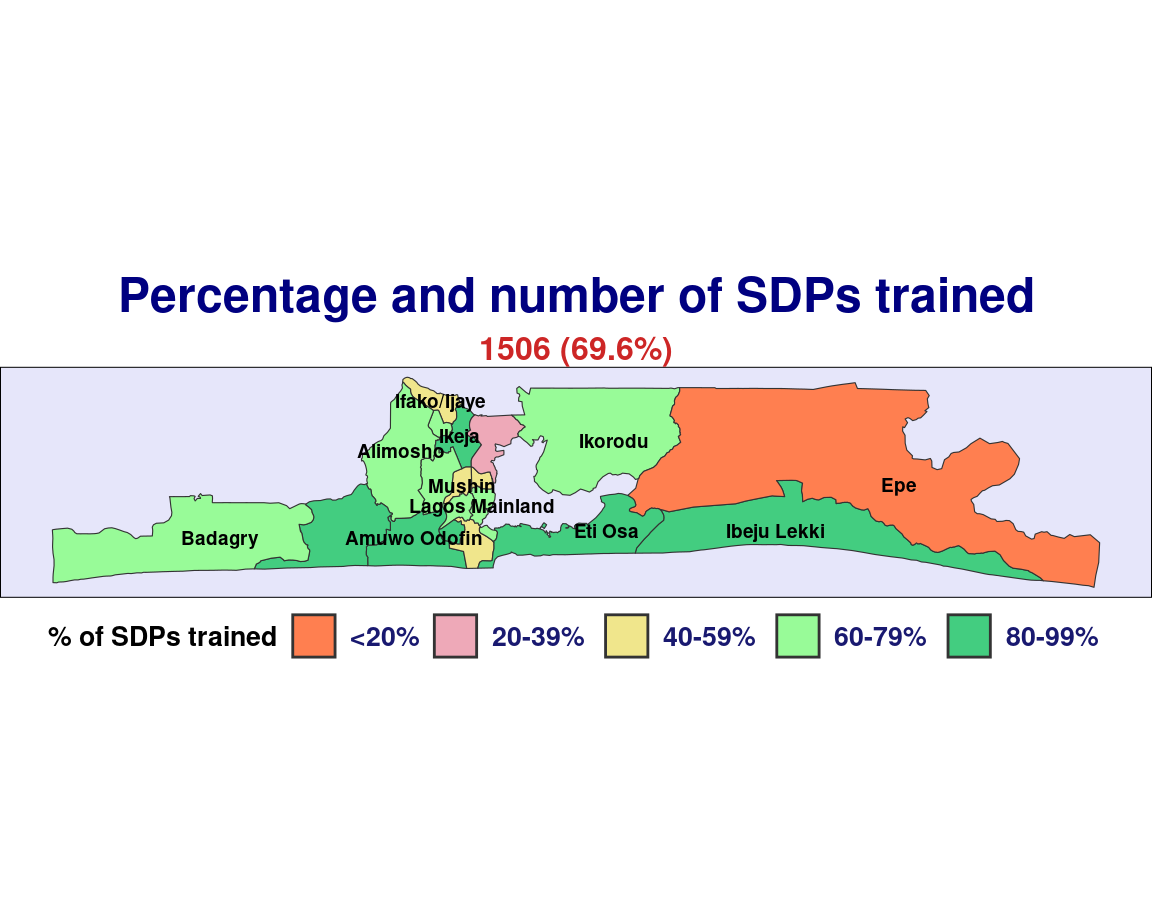 Percentage and number of SDPs trained
1506 (69.6%)
Ifako/Ijaye
Ikeja
Ikorodu
Alimosho
Mushin
Epe
Lagos Mainland
Badagry
Amuwo Odofin
Eti Osa
Ibeju Lekki
% of SDPs trained <20% 20-39% 40-59% 60-79% 80-99%